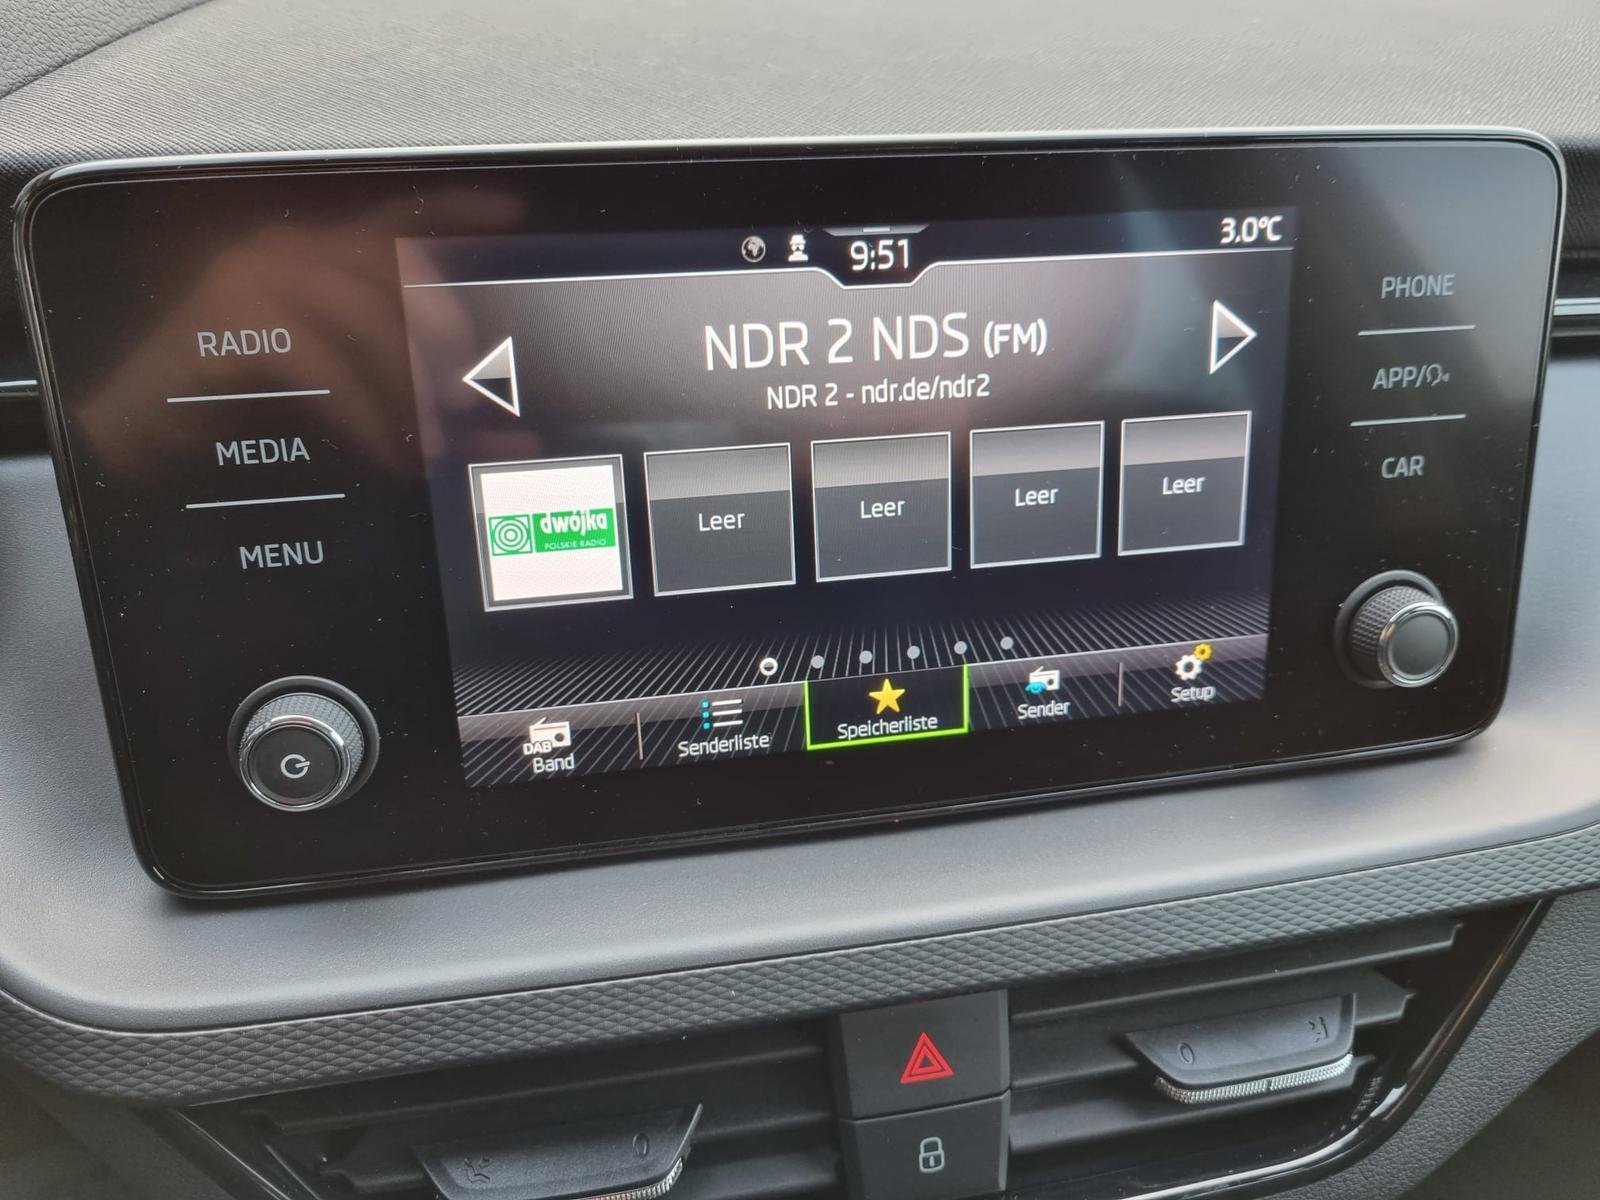 9:51
3.0°C
RADIO
MEDIA
MENU
NDR 2 NDS (FM)
NDR 2 - ndr.de/ndr2
dwójka
POLSKIE RADIO
Leer
Leer
Leer
Leer
DAB
Band
Senderliste
Speicherliste
Sender
Setup
PHONE
APP/
CAR